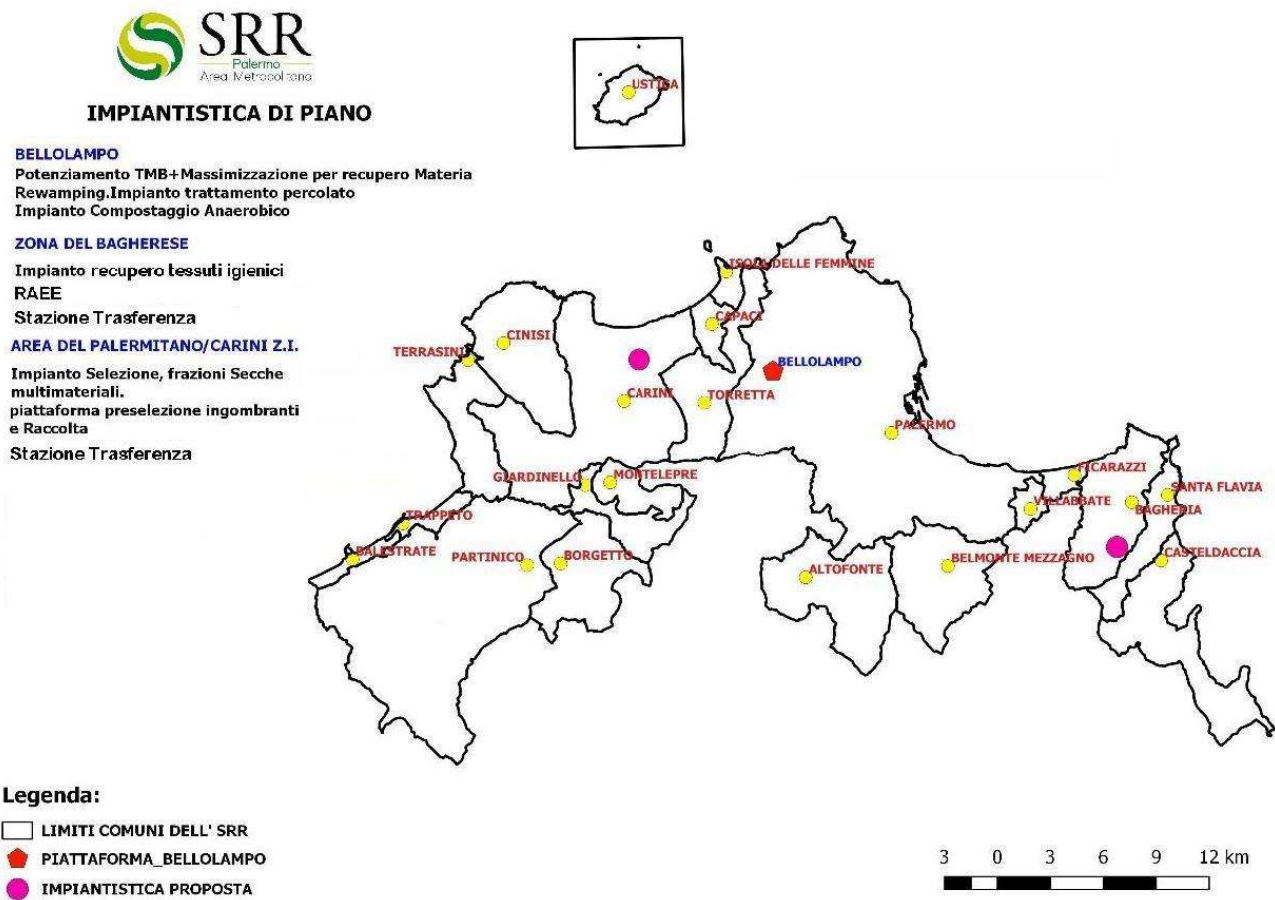 SRR
Palermo
Area Metropolitana
IMPIANTISTICA DI PIANO
BELLOLAMPO
Potenziamento TMB+Massimizzazione per recupero Materia
Rewamping.Impianto trattamento percolato
Impianto Compostaggio Anaerobico
ZONA DEL BAGHERESE
Impianto recupero tessuti igienici
RAEE
Stazione Trasferenza
AREA DEL PALERMITANO/CARINI Z.I.
Impianto Selezione, frazioni Secche
multimateriali.
piattaforma preselezione ingombranti
e Raccolta
Stazione Trasferenza
USTICA
ISOLA DELLE FEMMINE
CAPACI
CINISI
TERRASINI
BELLOLAMPO
CARINI
TORRETTA
PALERMO
FICARAZZI
GIARDINELLO
MONTELEPRE
SANTA FLAVIA
VILLABBATE
BAGHERIA
TRAPPETO
BALESTRATE
PARTINICO
BORGETTO
ALTOFONTE
BELMONTE MEZZAGNO
CASTELDACCIA
Legenda:
LIMITI COMUNI DELL' SRR
PIATTAFORMA_BELLOLAMPO
IMPIANTISTICA PROPOSTA
3 0 3 6 9 12 km